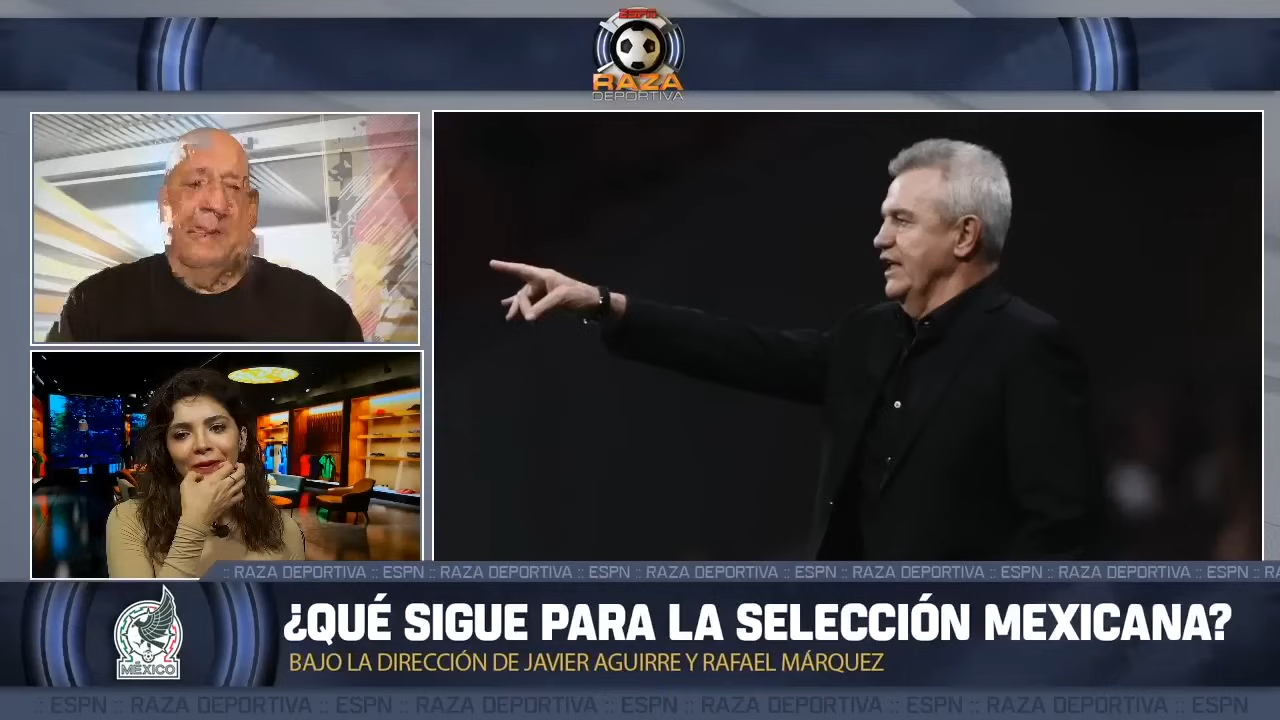 ESPN
RAZA
DEPORTIVA
:: RAZA DEPORTIVA :: ESPN :: RAZA DEPORTIVA :: ESPN :: RAZA DEPORTIVA :: ESPN :: RAZA DEPORTIVA :: ESPN :: RAZA DEPORTIVA :: ESPN :: RA
¿QUÉ SIGUE PARA LA SELECCIÓN MEXICANA?
BAJO LA DIRECCIÓN DE JAVIER AGUIRRE Y RAFAEL MÁRQUEZ
MÉXICO
:: ESPN :: RAZA DEPORTIVA :: ESPN :: RAZA DEPORTIVA :: ESPN :: RAZA DEPORTIVA :: ESPN :: RAZA DEPORTIVA :: ESPN